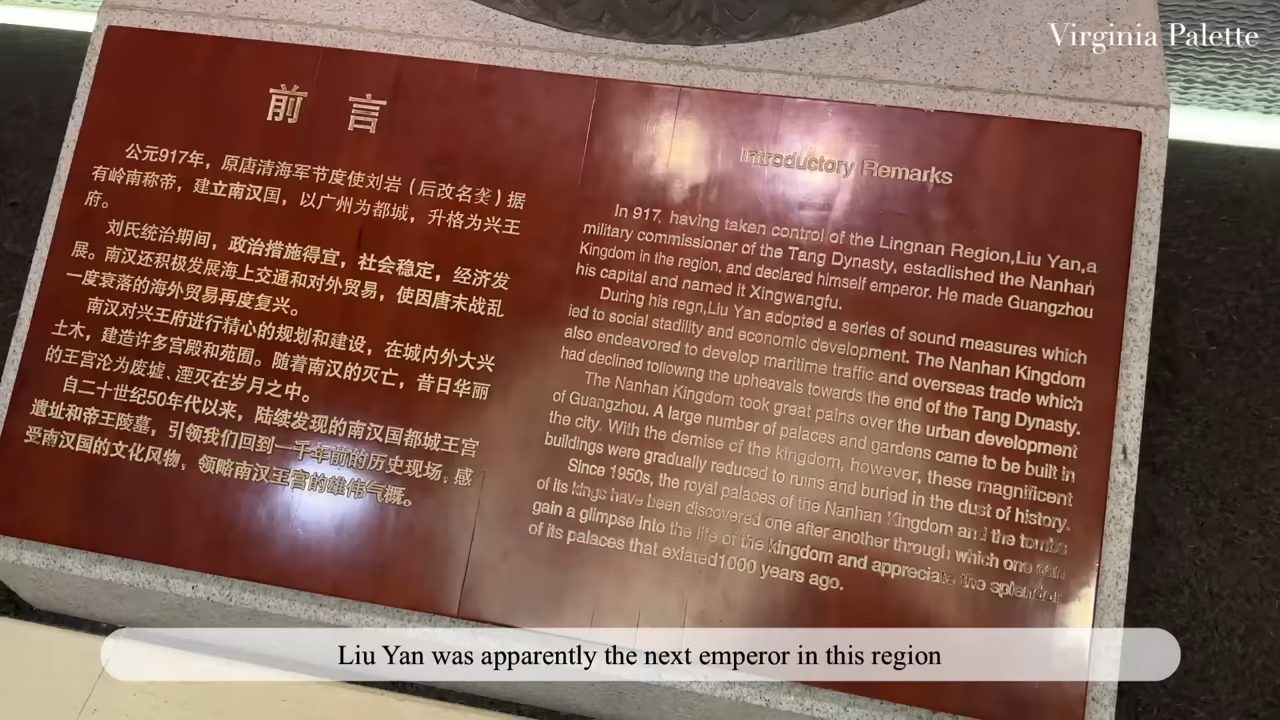 Virginia Palette
前 言
公元917年，原唐清海军节度使刘岩（后改名䶮）据
有岭南称帝，建立南汉国，以广州为都城，升格为兴王
府。
刘氏统治期间，政治措施得宜，社会稳定，经济发
展。南汉还积极发展海上交通和对外贸易，使因唐末战乱
一度衰落的海外贸易再度复兴。
南汉对兴王府进行精心的规划和建设，在城内外大兴
土木，建造许多宫殿和苑囿。随着南汉的灭亡，昔日华丽
的王宫沦为废墟、湮灭在岁月之中。
自二十世纪50年代以来，陆续发现的南汉国都城王宫
遗址和帝王陵墓，引领我们回到一千年前的历史现场，感
受南汉国的文化风物，领略南汉王宫的雄伟气概。
Introductory Remarks
In 917, having taken control of the Lingnan Region,Liu Yan,a
military commissioner of the Tang Dynasty, estadlished the Nanhan
Kingdom in the region, and declared himself emperor. He made Guangzhou
his capital and named it Xingwangfu.
During his regn,Liu Yan adopted a series of sound measures which
ied to social stadility and economic development. The Nanhan Kingdom
also endeavored to develop maritime traffic and overseas trade which
had declined following the upheavals towards the end of the Tang Dynasty.
The Nanhan Kingdom took great pains over the urban development
of Guangzhou. A large number of palaces and gardens came to be built in
the city. With the demise of the kingdom, however, these magnificent
buildings were gradually reduced to ruins and buried in the dust of history.
Since 1950s, the royal palaces of the Nanhan Kingdom and the tombs
of its kings have been discovered one after another through which one can
gain a glimpse into the life of the kingdom and appreciate the splendor
of its palaces that exiated1000 years ago.
Liu Yan was apparently the next emperor in this region